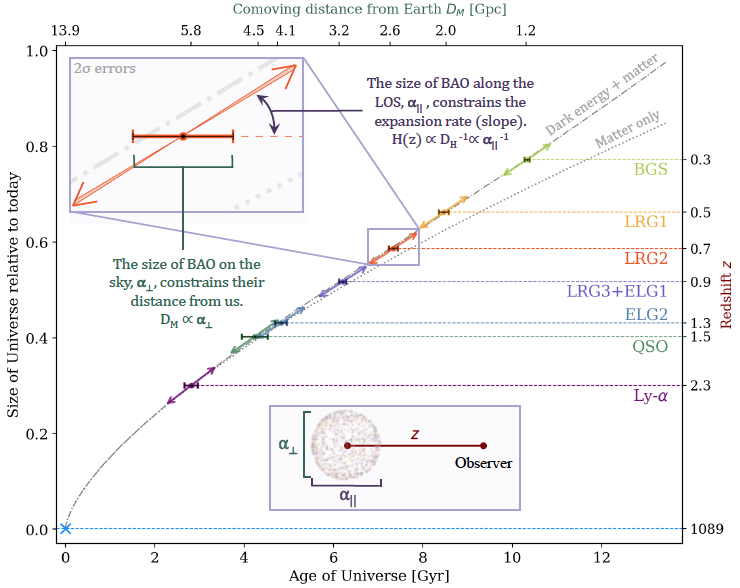 Comoving distance from Earth D_M [Gpc]
13.9 5.8 4.5 4.1 3.2 2.6 2.0 1.2
1.0
0.8
0.6
0.4
0.2
0.0
Size of Universe relative to today
2σ errors
The size of BAO along the
LOS, α_||, constrains the
expansion rate (slope).
H(z) ∝ D_H⁻¹ ∝ α_||⁻¹
Dark energy + matter
Matter only
The size of BAO on the
sky, α_⊥, constrains their
distance from us.
D_M ∝ α_⊥
BGS
LRG1
LRG2
LRG3+ELG1
ELG2
QSO
Ly-α
0.3
0.5
0.7
0.9
1.3
1.5
2.3
1089
Redshift z
α_⊥
z
Observer
α_||
0 2 4 6 8 10 12
Age of Universe [Gyr]